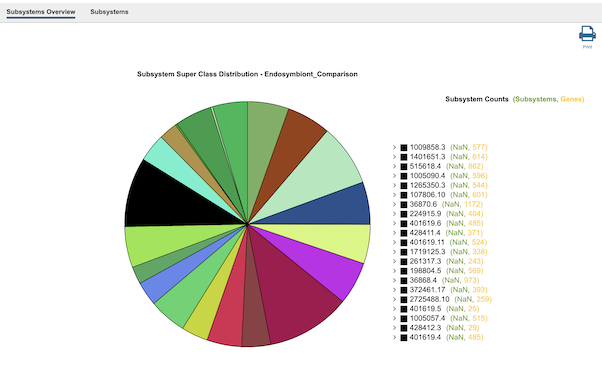 Subsystems Overview Subsystems
Print
Subsystem Super Class Distribution - Endosymbiont_Comparison
Subsystem Counts (Subsystems, Genes)
1009858.3 (NaN, 577)
1401651.3 (NaN, 614)
515618.4 (NaN, 662)
1005090.4 (NaN, 596)
1265350.3 (NaN, 544)
107806.10 (NaN, 601)
36870.6 (NaN, 1172)
224915.9 (NaN, 404)
401619.6 (NaN, 485)
428411.4 (NaN, 371)
401619.11 (NaN, 524)
1719125.3 (NaN, 338)
261317.3 (NaN, 243)
198804.5 (NaN, 569)
36868.4 (NaN, 973)
372461.17 (NaN, 393)
2725488.10 (NaN, 259)
401619.5 (NaN, 25)
1005057.4 (NaN, 515)
428412.3 (NaN, 29)
401619.4 (NaN, 485)